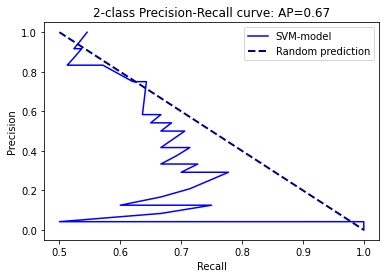 2-class Precision-Recall curve: AP=0.67
SVM-model
Random prediction
Precision
1.0
0.8
0.6
0.4
0.2
0.0
0.5 0.6 0.7 0.8 0.9 1.0
Recall